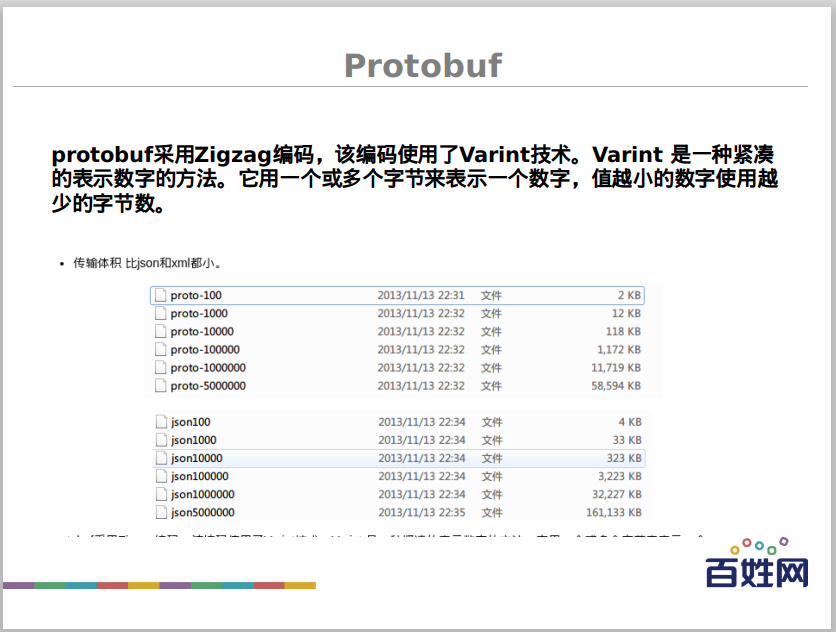 Protobuf
protobuf采用Zigzag编码，该编码使用了Varint技术。Varint 是一种紧凑
的表示数字的方法。它用一个或多个字节来表示一个数字，值越小的数字使用越
少的字节数。
• 传输体积 比json和xml都小。
proto-100 2013/11/13 22:31 文件 2 KB
proto-1000 2013/11/13 22:32 文件 12 KB
proto-10000 2013/11/13 22:32 文件 118 KB
proto-100000 2013/11/13 22:32 文件 1,172 KB
proto-1000000 2013/11/13 22:32 文件 11,719 KB
proto-5000000 2013/11/13 22:32 文件 58,594 KB
json100 2013/11/13 22:34 文件 4 KB
json1000 2013/11/13 22:34 文件 33 KB
json10000 2013/11/13 22:34 文件 323 KB
json100000 2013/11/13 22:34 文件 3,223 KB
json1000000 2013/11/13 22:34 文件 32,227 KB
json5000000 2013/11/13 22:35 文件 161,133 KB
百姓网